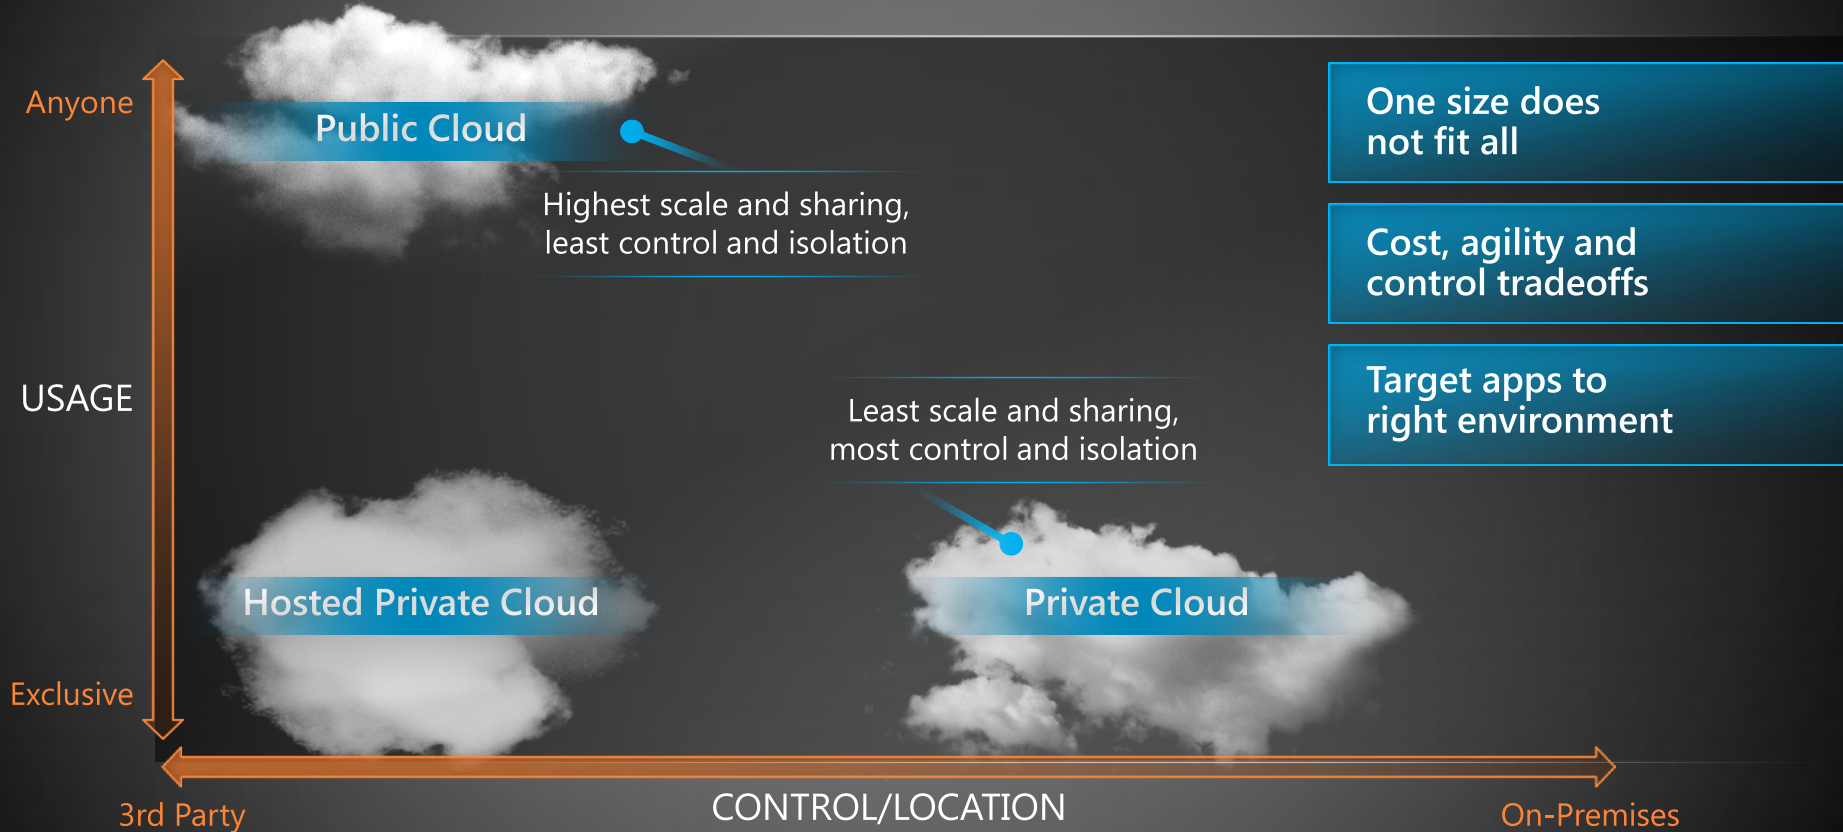 Anyone
Public Cloud
Highest scale and sharing,
least control and isolation
One size does
not fit all
Cost, agility and
control tradeoffs
Target apps to
right environment
USAGE
Least scale and sharing,
most control and isolation
Hosted Private Cloud
Private Cloud
Exclusive
3rd Party
CONTROL/LOCATION
On-Premises